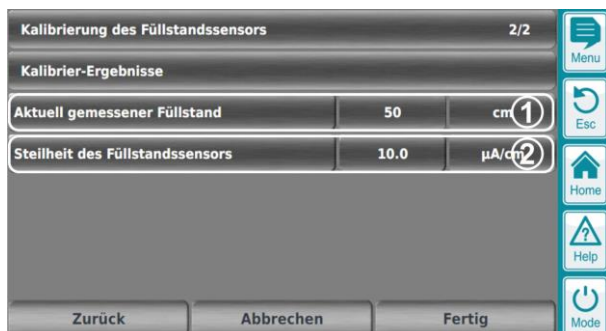 Kalibrierung des Füllstandssensors 2/2
Kalibrier-Ergebnisse
Aktuell gemessener Füllstand 50 cm 1
Steilheit des Füllstandssensors 10.0 µA/cm 2
Zurück Abbrechen Fertig
Menu
Esc
Home
Help
Mode